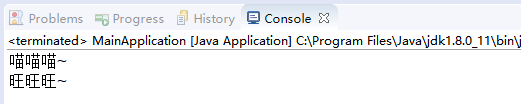 Problems Progress History Console
<terminated> MainApplication [Java Application] C:\Program Files\Java\jdk1.8.0_11\bin\j
喵喵喵~
旺旺旺~